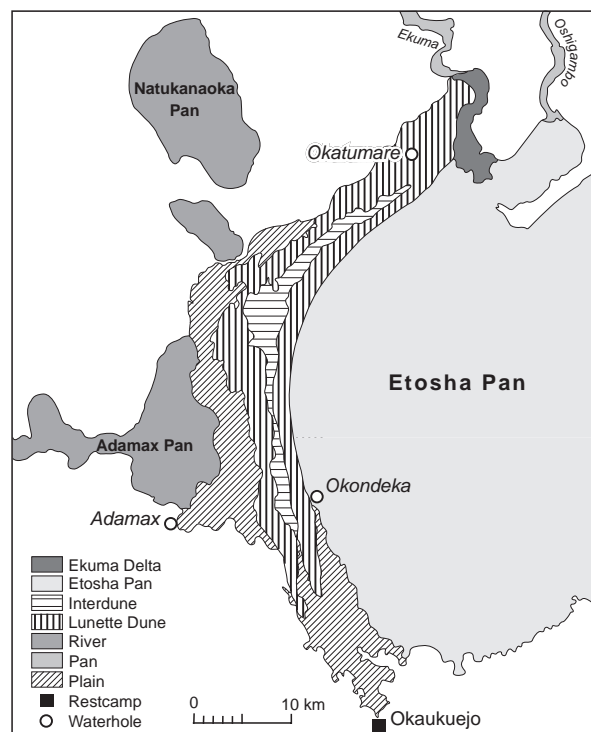 Ekuma
Oshigambo
Natukanaoka
Pan
Okatumare
Etosha Pan
Adamax Pan
Okondeka
Adamax
Ekuma Delta
Etosha Pan
Interdune
Lunette Dune
River
Pan
Plain
Restcamp
Waterhole
0 10 km
Okaukuejo